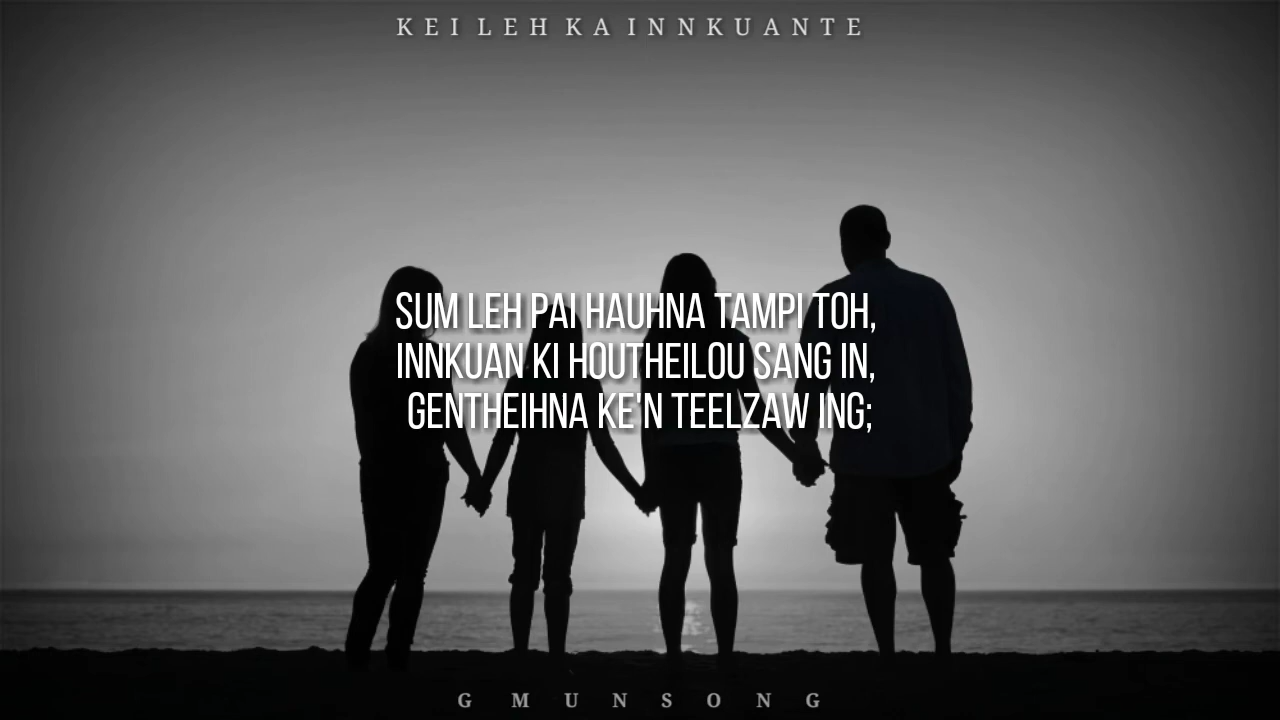 KEI LEH KA INNKUANTE
SUM LEH PAI HAUHNA TAMPI TOH,
INNKUAN KI HOUTHEILOU SANG IN,
GENTHEIHNA KE'N TEELZAW ING;
G MUNSONG